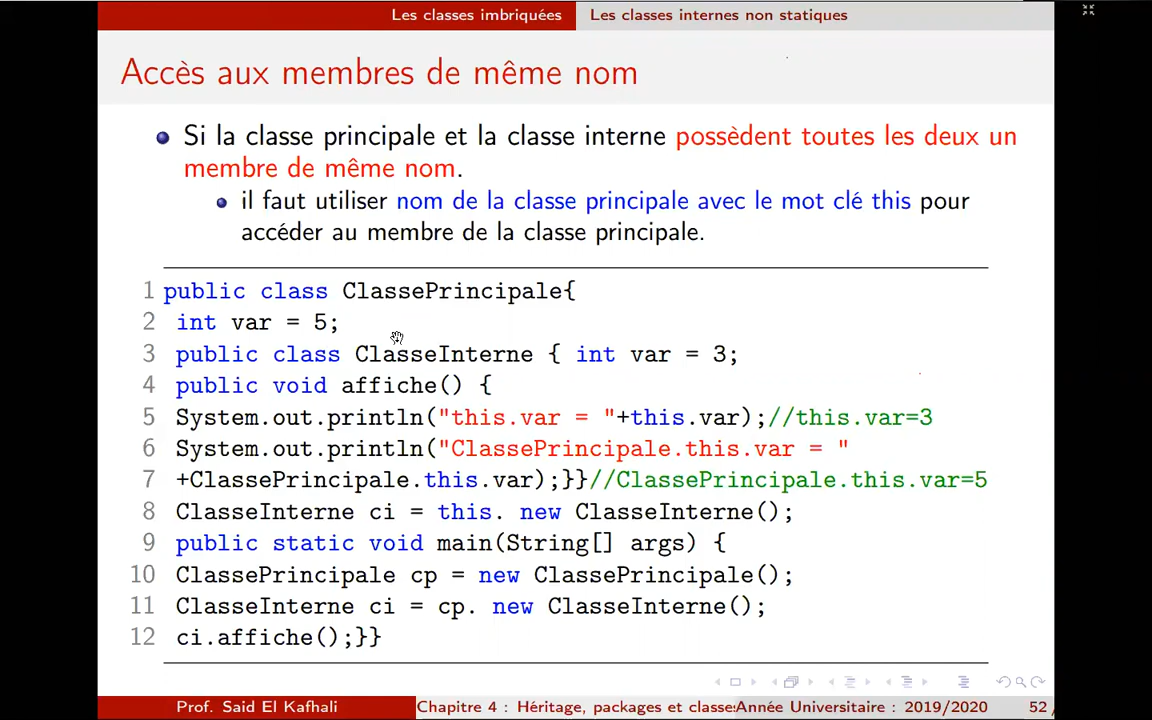 Les classes imbriquées Les classes internes non statiques
Accès aux membres de même nom
Si la classe principale et la classe interne possèdent toutes les deux un
membre de même nom.
il faut utiliser nom de la classe principale avec le mot clé this pour
accéder au membre de la classe principale.
1 public class ClassePrincipale{
2 int var = 5;
3 public class ClasseInterne { int var = 3;
4 public void affiche() {
5 System.out.println("this.var = "+this.var);//this.var=3
6 System.out.println("ClassePrincipale.this.var = "
7 +ClassePrincipale.this.var);}}//ClassePrincipale.this.var=5
8 ClasseInterne ci = this. new ClasseInterne();
9 public static void main(String[] args) {
10 ClassePrincipale cp = new ClassePrincipale();
11 ClasseInterne ci = cp. new ClasseInterne();
12 ci.affiche();}}
Prof. Said El Kafhali Chapitre 4 : Héritage, packages et classes Année Universitaire : 2019/2020 52 /